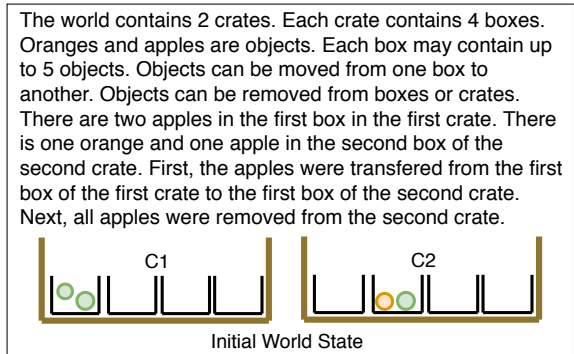 The world contains 2 crates. Each crate contains 4 boxes.
Oranges and apples are objects. Each box may contain up
to 5 objects. Objects can be moved from one box to
another. Objects can be removed from boxes or crates.
There are two apples in the first box in the first crate. There
is one orange and one apple in the second box of the
second crate. First, the apples were transfered from the first
box of the first crate to the first box of the second crate.
Next, all apples were removed from the second crate.
C1
C2
Initial World State